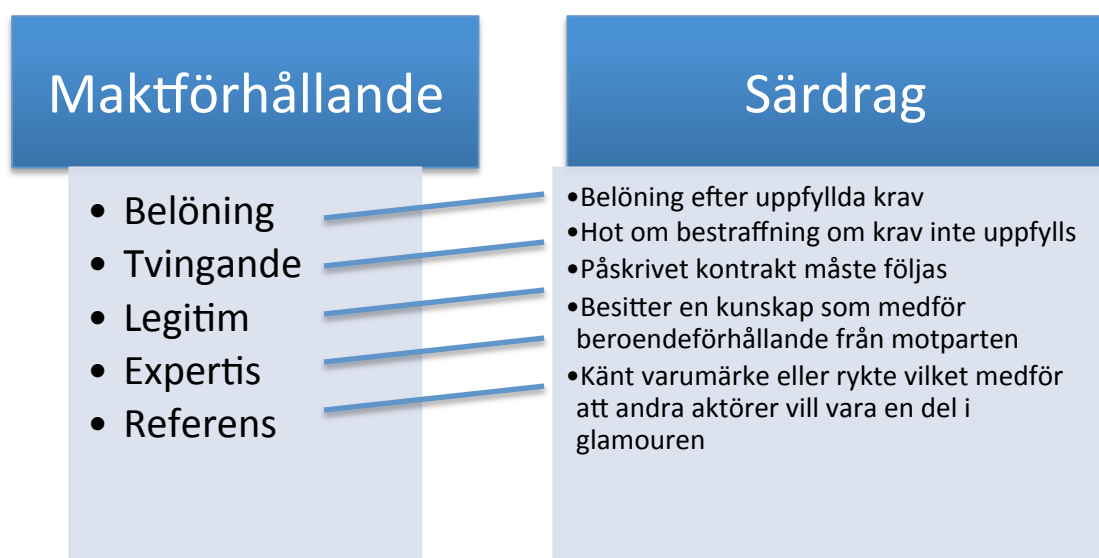 Maktförhållande
• Belöning
• Tvingande
• Legitim
• Expertis
• Referens
Särdrag
•Belöning efter uppfyllda krav
•Hot om bestraffning om krav inte uppfylls
•Påskrivet kontrakt måste följas
•Besitter en kunskap som medför
beroendeförhållande från motparten
•Känt varumärke eller rykte vilket medför
att andra aktörer vill vara en del i
glamouren